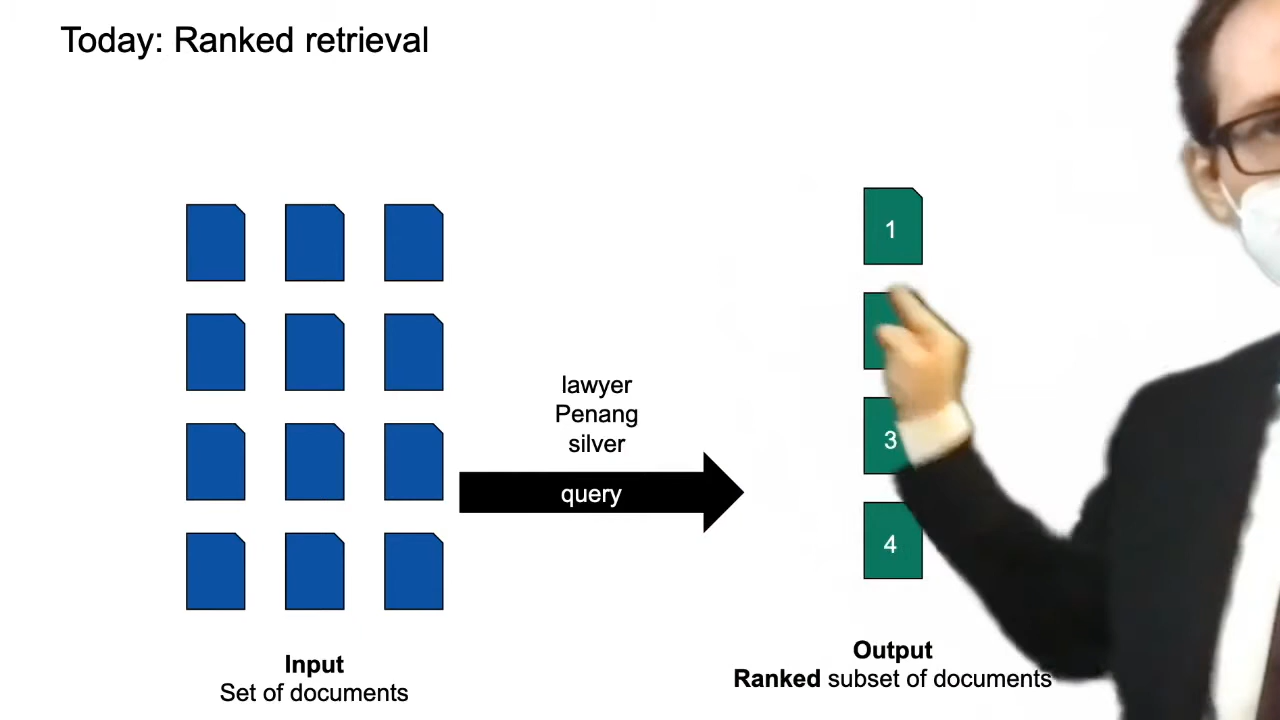 Today: Ranked retrieval
1
3
4
lawyer
Penang
silver
query
Input
Set of documents
Output
Ranked subset of documents